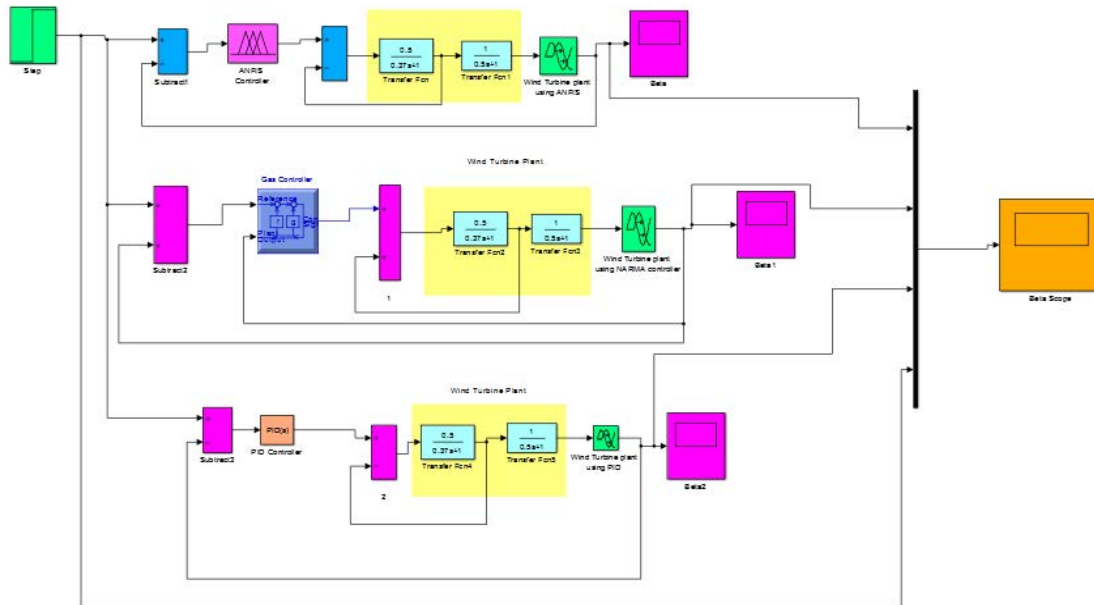 Step
Subtract1
ANFIS
Controller
0.5
0.37s+1
Transfer Fcn
1
0.5s+1
Transfer Fcn1
Wind Turbine plant
using ANFIS
Beta
Wind Turbine Plant
Subtract2
Gas Controller
Reference
Plant
Output
f
g
1
0.5
0.37s+1
Transfer Fcn2
1
0.5s+1
Transfer Fcn3
Wind Turbine plant
using NARMA controller
Beta1
Beta Scope
Wind Turbine Plant
Subtract3
PID(s)
PID Controller
2
0.5
0.37s+1
Transfer Fcn4
1
0.5s+1
Transfer Fcn5
Wind Turbine plant
using PID
Beta2